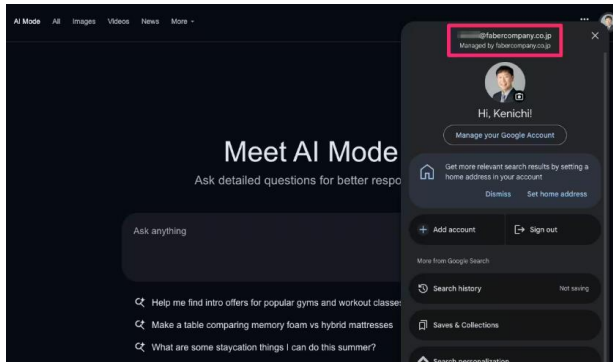 AI Mode All Images Videos News More
@fabercompany.co.jp
Managed by fabercompany.co.jp
Hi, Kenichi!
Manage your Google Account
Get more relevant search results by setting a
home address in your account
Dismiss Set home address
Add account Sign out
More from Google Search
Search history Not saving
Saves & Collections
Search personalization
Meet AI Mode
Ask detailed questions for better respo
Ask anything
Help me find intro offers for popular gyms and workout classes
Make a table comparing memory foam vs hybrid mattresses
What are some staycation things I can do this summer?